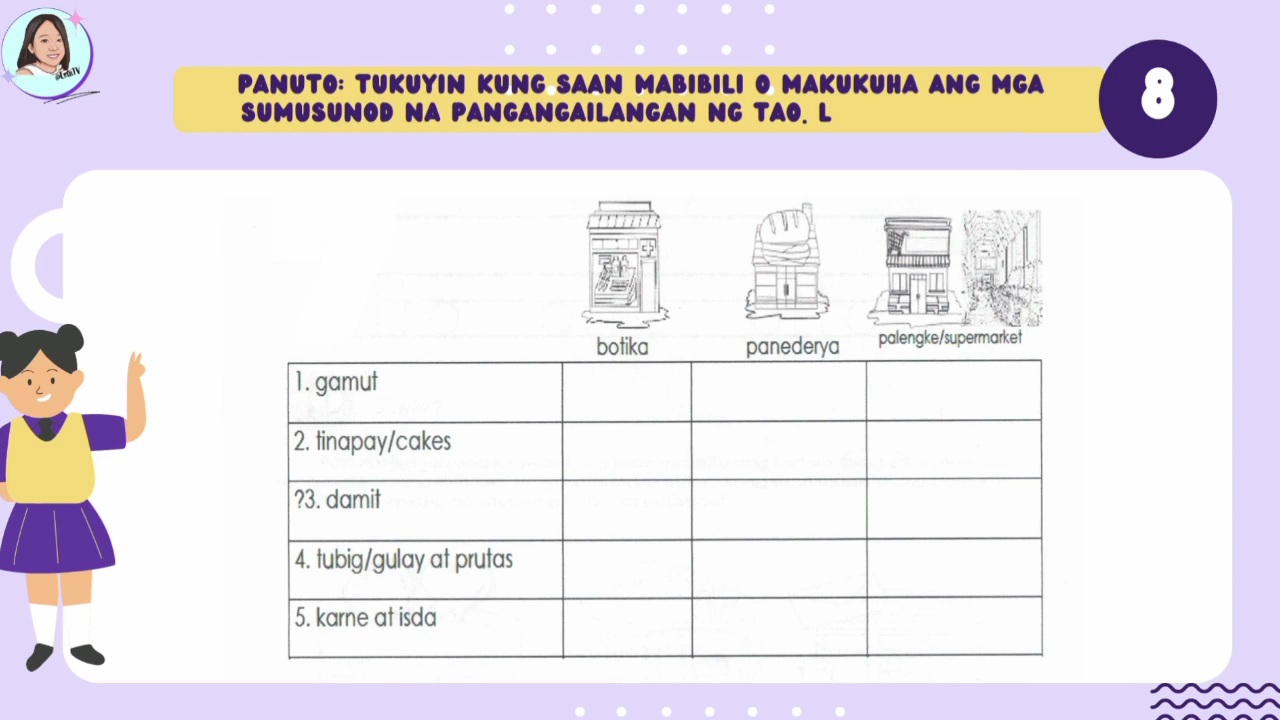 PANUTO: TUKUYIN KUNG SAAN MABIBILI O MAKUKUHA ANG MGA
SUMUSUNOD NA PANGANGAILANGAN NG TAO. L
8
botika
panederya
palengke/supermarket
1. gamut
2. tinapay/cakes
?3. damit
4. tubig/gulay at prutas
5. karne at isda